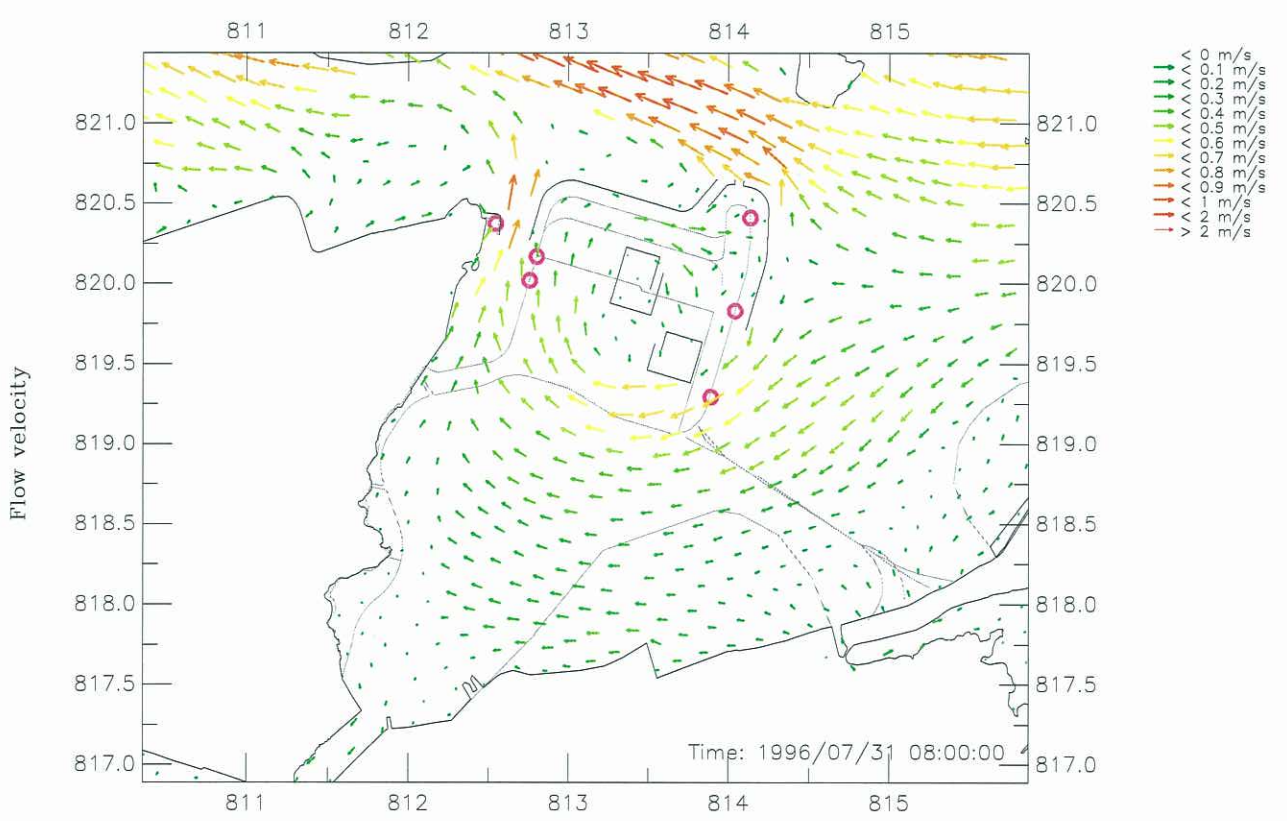 811 812 813 814 815
< 0 m/s
< 0.1 m/s
< 0.2 m/s
< 0.3 m/s
< 0.4 m/s
< 0.5 m/s
< 0.6 m/s
< 0.7 m/s
< 0.8 m/s
< 0.9 m/s
< 1 m/s
< 2 m/s
> 2 m/s
821.0 821.0
820.5 820.5
820.0 820.0
819.5 819.5
819.0 819.0
818.5 818.5
818.0 818.0
817.5 817.5
817.0 817.0
Flow velocity
Time: 1996/07/31 08:00:00
811 812 813 814 815